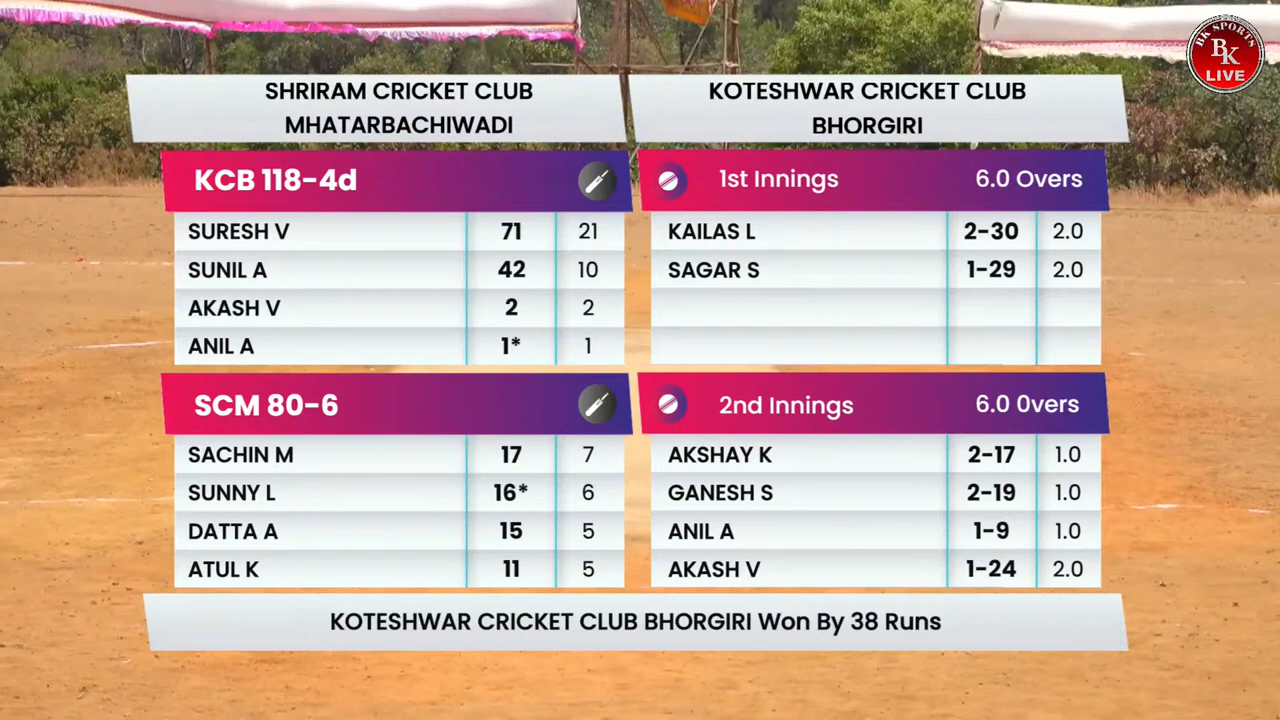 BK SPORTS
BK
LIVE
SHRIRAM CRICKET CLUB
MHATARBACHIWADI
KOTESHWAR CRICKET CLUB
BHORGIRI
KCB 118-4d
1st Innings 6.0 Overs
SURESH V 71 21 KAILAS L 2-30 2.0
SUNIL A 42 10 SAGAR S 1-29 2.0
AKASH V 2 2
ANIL A 1* 1
SCM 80-6
2nd Innings 6.0 0vers
SACHIN M 17 7 AKSHAY K 2-17 1.0
SUNNY L 16* 6 GANESH S 2-19 1.0
DATTA A 15 5 ANIL A 1-9 1.0
ATUL K 11 5 AKASH V 1-24 2.0
KOTESHWAR CRICKET CLUB BHORGIRI Won By 38 Runs